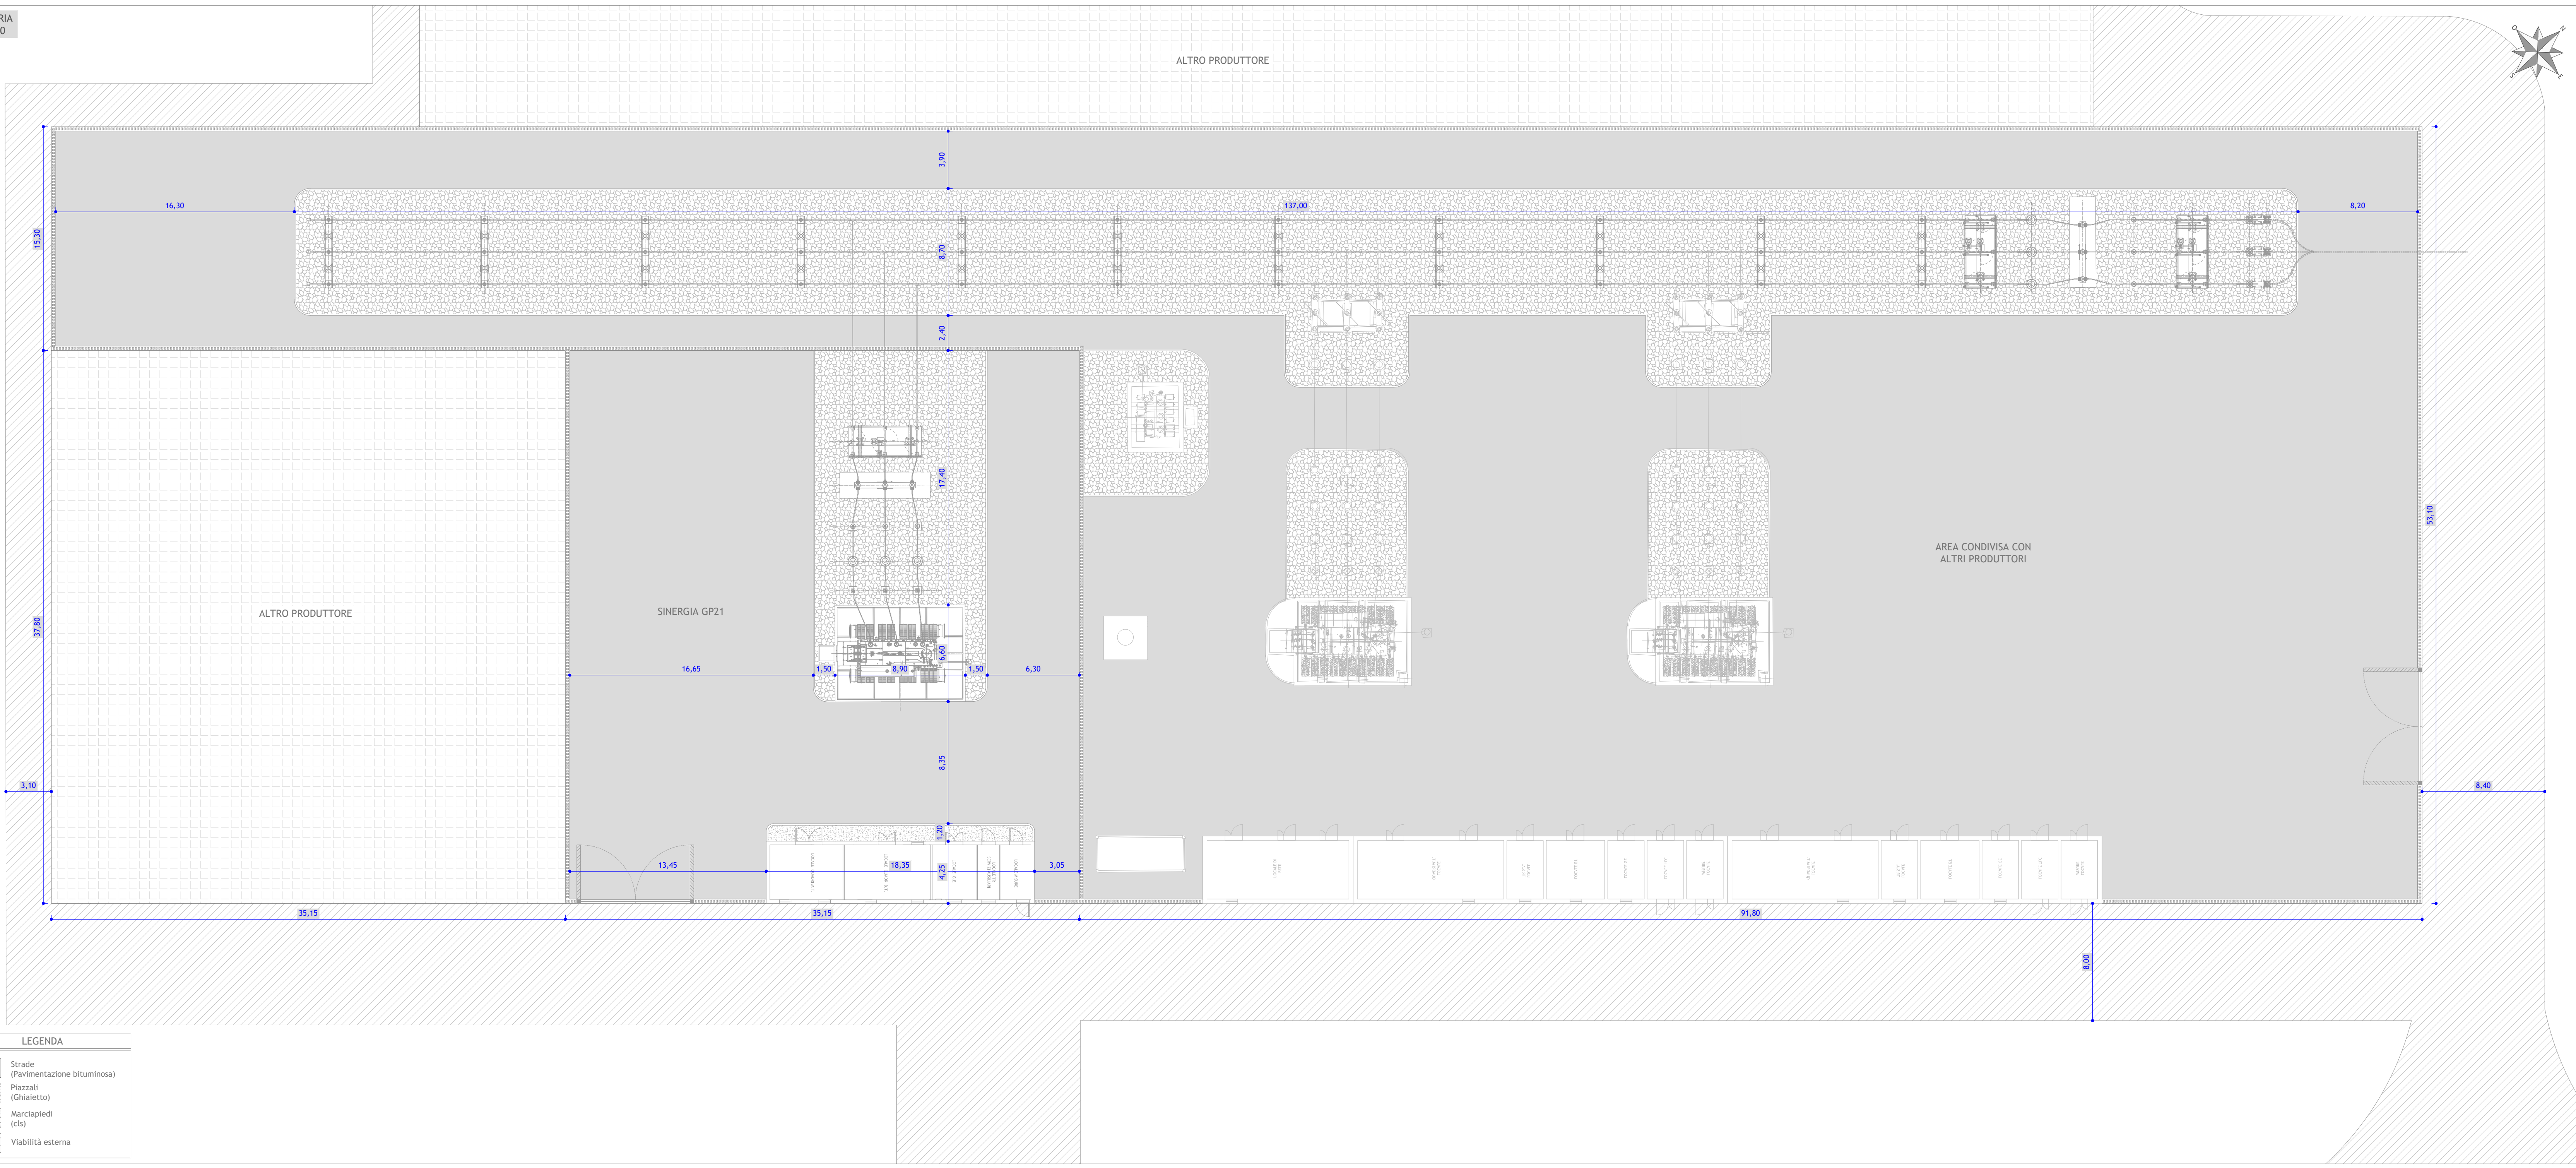 RIA
0
ALTRO PRODUTTORE
O
N
S
E
3,90
16,30
137,00
8,20
15,30
8,70
2,40
17,40
53,10
AREA CONDIVISA CON
ALTRI PRODUTTORI
ALTRO PRODUTTORE
SINERGIA GP21
37,80
6,60
16,65
1,50
8,90
1,50
6,30
8,35
3,10
8,40
1,20
13,45
18,35
4,25
3,05
35,15
35,15
91,80
8,00
LEGENDA
Strade
(Pavimentazione bituminosa)
Piazzali
(Ghiaietto)
Marciapiedi
(cls)
Viabilità esterna